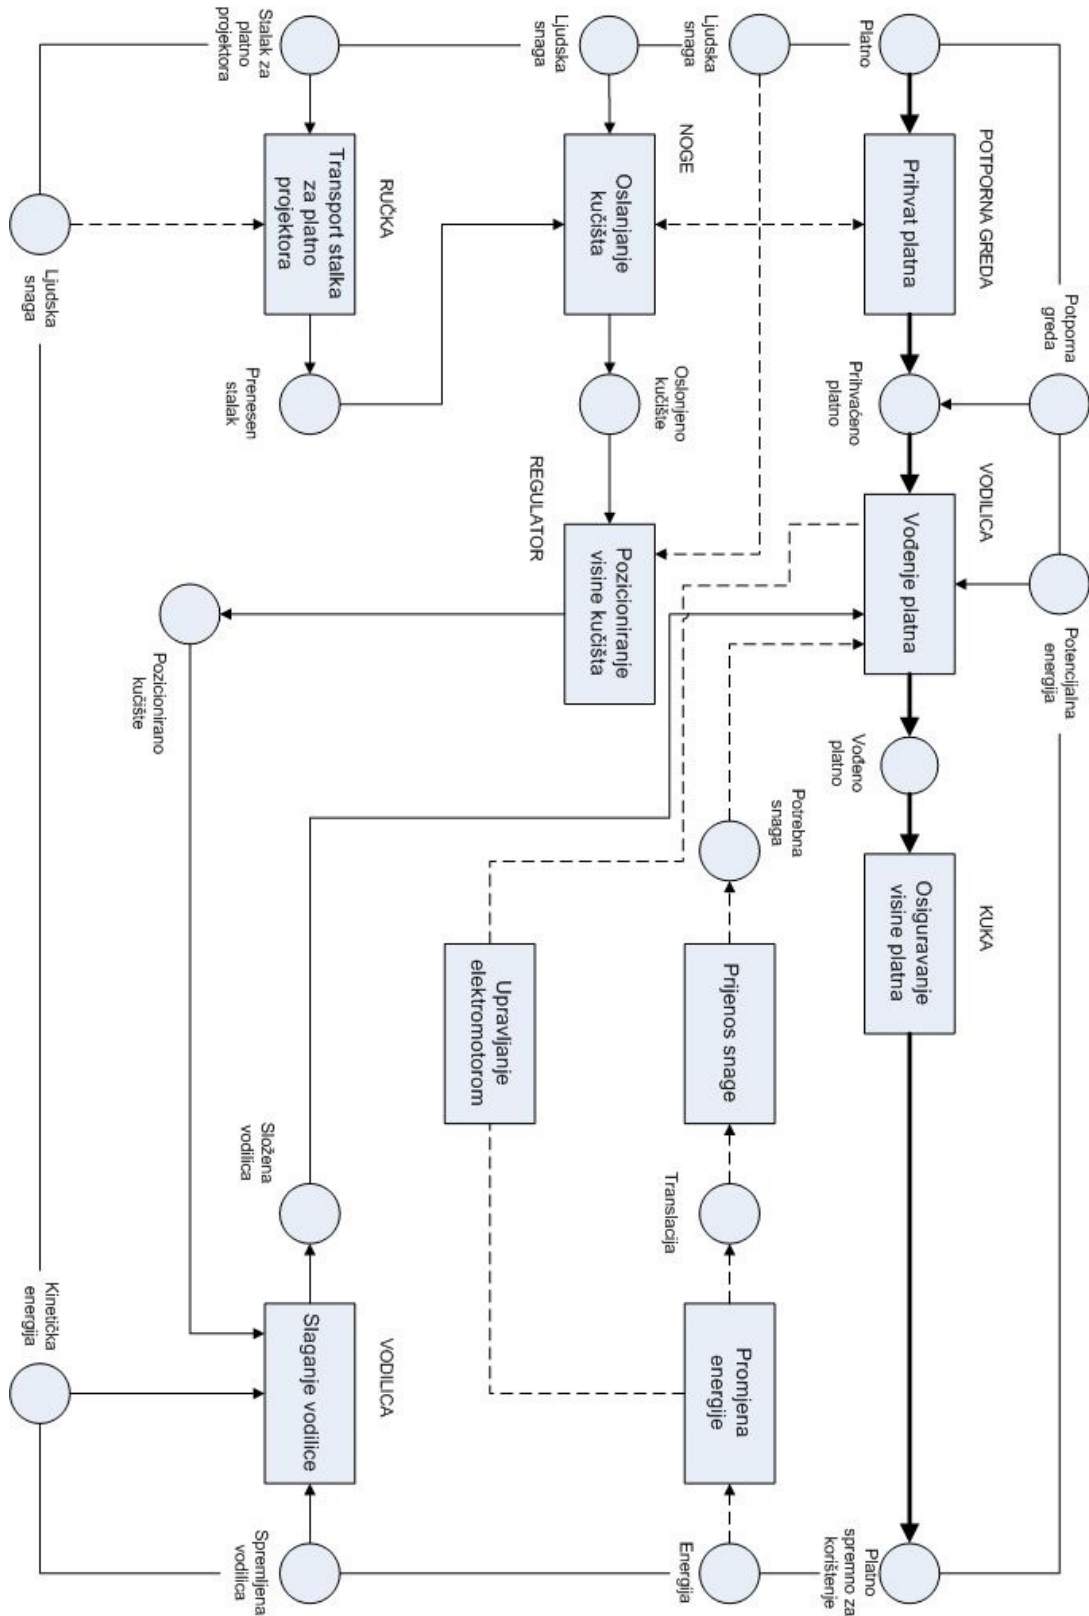 Potporna
greda
Potencijalna
energija
POTPORNA GREDA
VODILICA
KUKA
Platno
Prihvat platna
Prihvaćeno
platno
Vođenje platna
Vođeno
platno
Osiguravanje
visine platna
Platno
spremno za
korištenje
Ljudska
snaga
NOGE
Potrebna
snaga
Prijenos snage
Translacija
Promjena
energije
Energija
Ljudska
snaga
Oslanjanje
kućišta
Oslonjeno
kućište
REGULATOR
Pozicioniranje
visine kućišta
Upravljanje
elektromotorom
RUČKA
VODILICA
Stalak za
platno
projektora
Transport stalka
za platno
projektora
Prenesen
stalak
Složena
vodilica
Slaganje vodilice
Spremljena
vodilica
Pozicionirano
kućište
Ljudska
snaga
Kinetička
energija